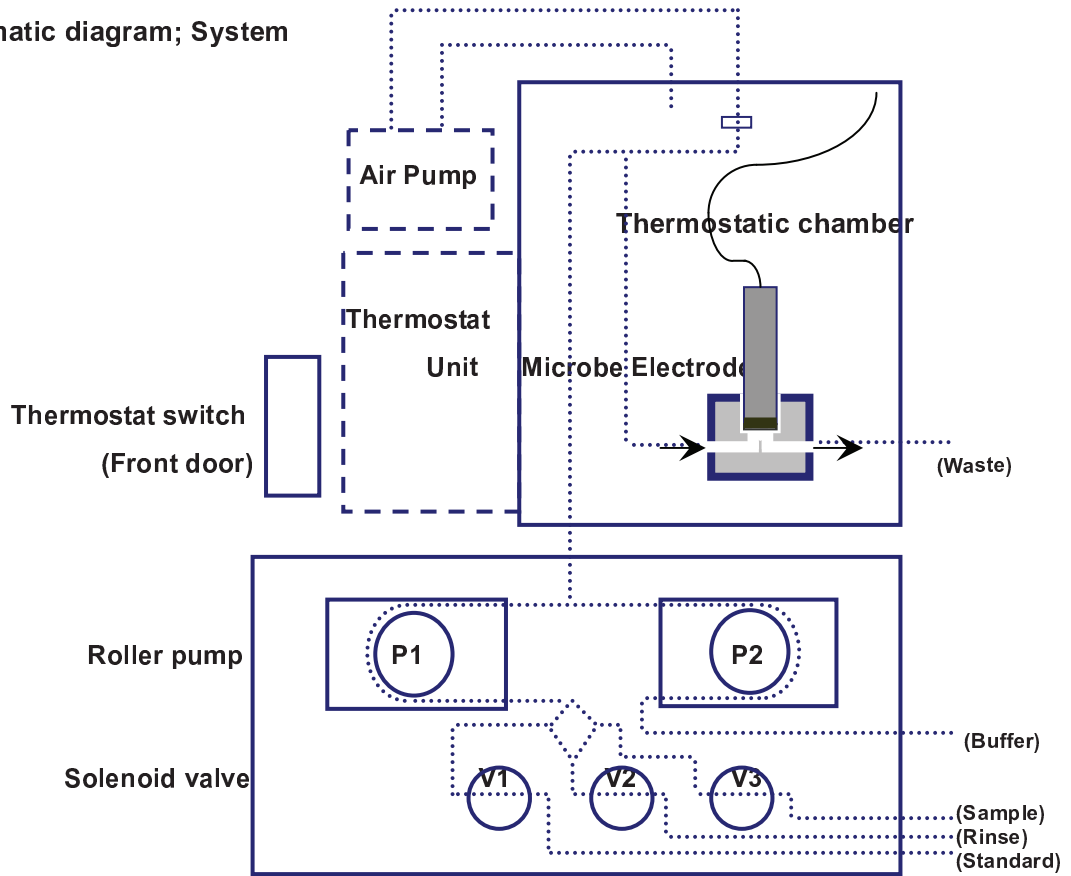 natic diagram; System
Air Pump
Thermostatic chamber
Thermostat
Unit
Microbe Electrode
Thermostat switch
(Front door)
(Waste)
Roller pump
P1
P2
(Buffer)
Solenoid valve
V1
V2
V3
(Sample)
(Rinse)
(Standard)